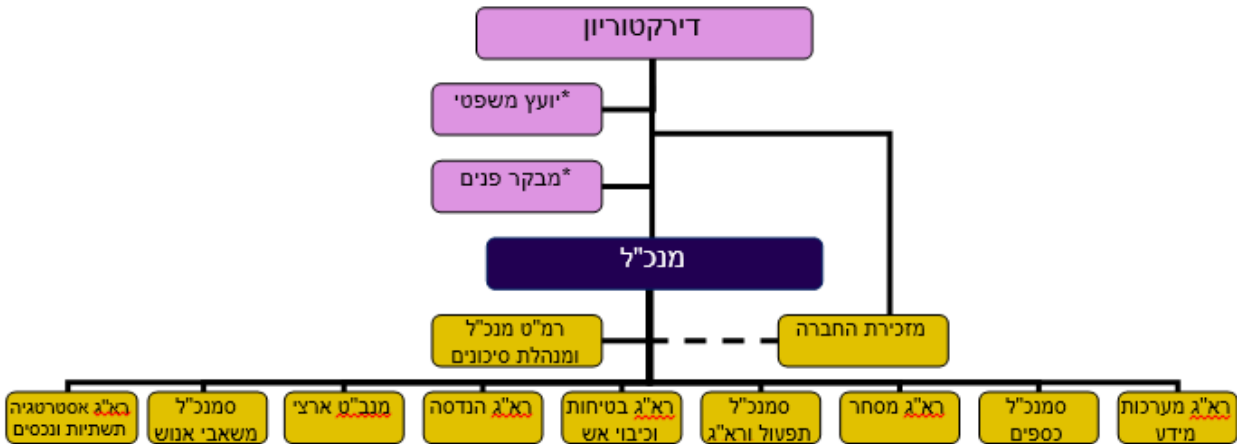 דירקטוריון
*יועץ משפטי
*מבקר פנים
מנכ"ל
מזכירת החברה
רמ"ט מנכ"ל
ומנהלת סיכונים
רא"ג מערכות
מידע
סמנכ"ל
כספים
רא"ג מסחר
סמנכ"ל
תפעול ורא"ג
רא"ג בטיחות
וכיבוי אש
רא"ג הנדסה
מנב"ט ארצי
סמנכ"ל
משאבי אנוש
רא"ג אסטרטגיה
תשתיות ונכסים